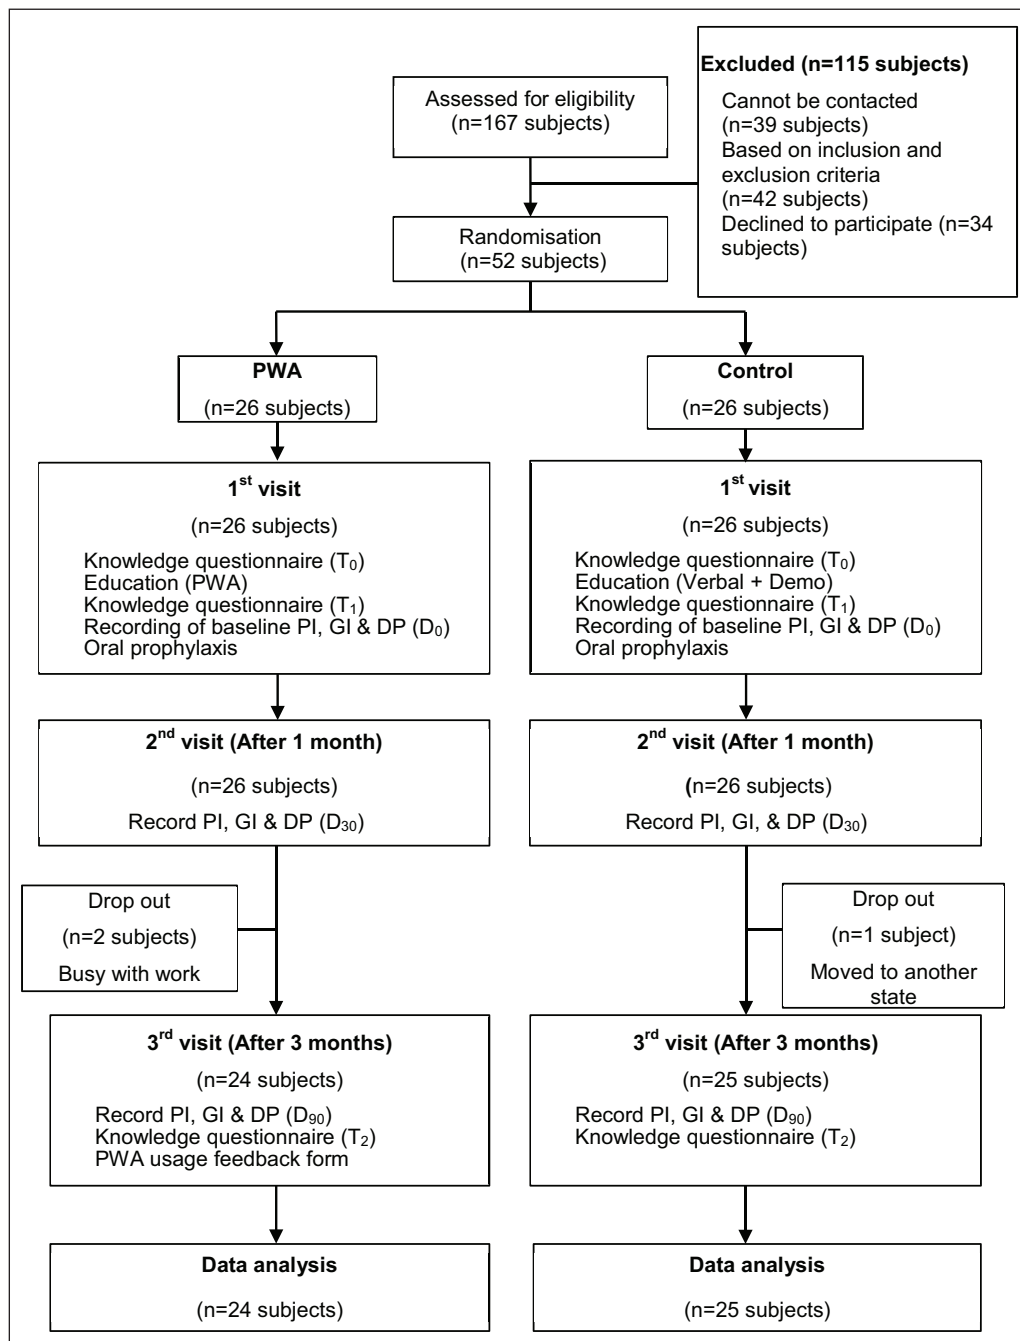 Assessed for eligibility
(n=167 subjects)
Excluded (n=115 subjects)
Cannot be contacted
(n=39 subjects)
Based on inclusion and
exclusion criteria
(n=42 subjects)
Declined to participate (n=34
subjects)
Randomisation
(n=52 subjects)
PWA
(n=26 subjects)
Control
(n=26 subjects)
1st visit
(n=26 subjects)
Knowledge questionnaire (T0)
Education (PWA)
Knowledge questionnaire (T1)
Recording of baseline PI, GI & DP (D0)
Oral prophylaxis
1st visit
(n=26 subjects)
Knowledge questionnaire (T0)
Education (Verbal + Demo)
Knowledge questionnaire (T1)
Recording of baseline PI, GI & DP (D0)
Oral prophylaxis
2nd visit (After 1 month)
(n=26 subjects)
Record PI, GI & DP (D30)
2nd visit (After 1 month)
(n=26 subjects)
Record PI, GI, & DP (D30)
Drop out
(n=2 subjects)
Busy with work
Drop out
(n=1 subject)
Moved to another
state
3rd visit (After 3 months)
(n=24 subjects)
Record PI, GI & DP (D90)
Knowledge questionnaire (T2)
PWA usage feedback form
3rd visit (After 3 months)
(n=25 subjects)
Record PI, GI & DP (D90)
Knowledge questionnaire (T2)
Data analysis
(n=24 subjects)
Data analysis
(n=25 subjects)